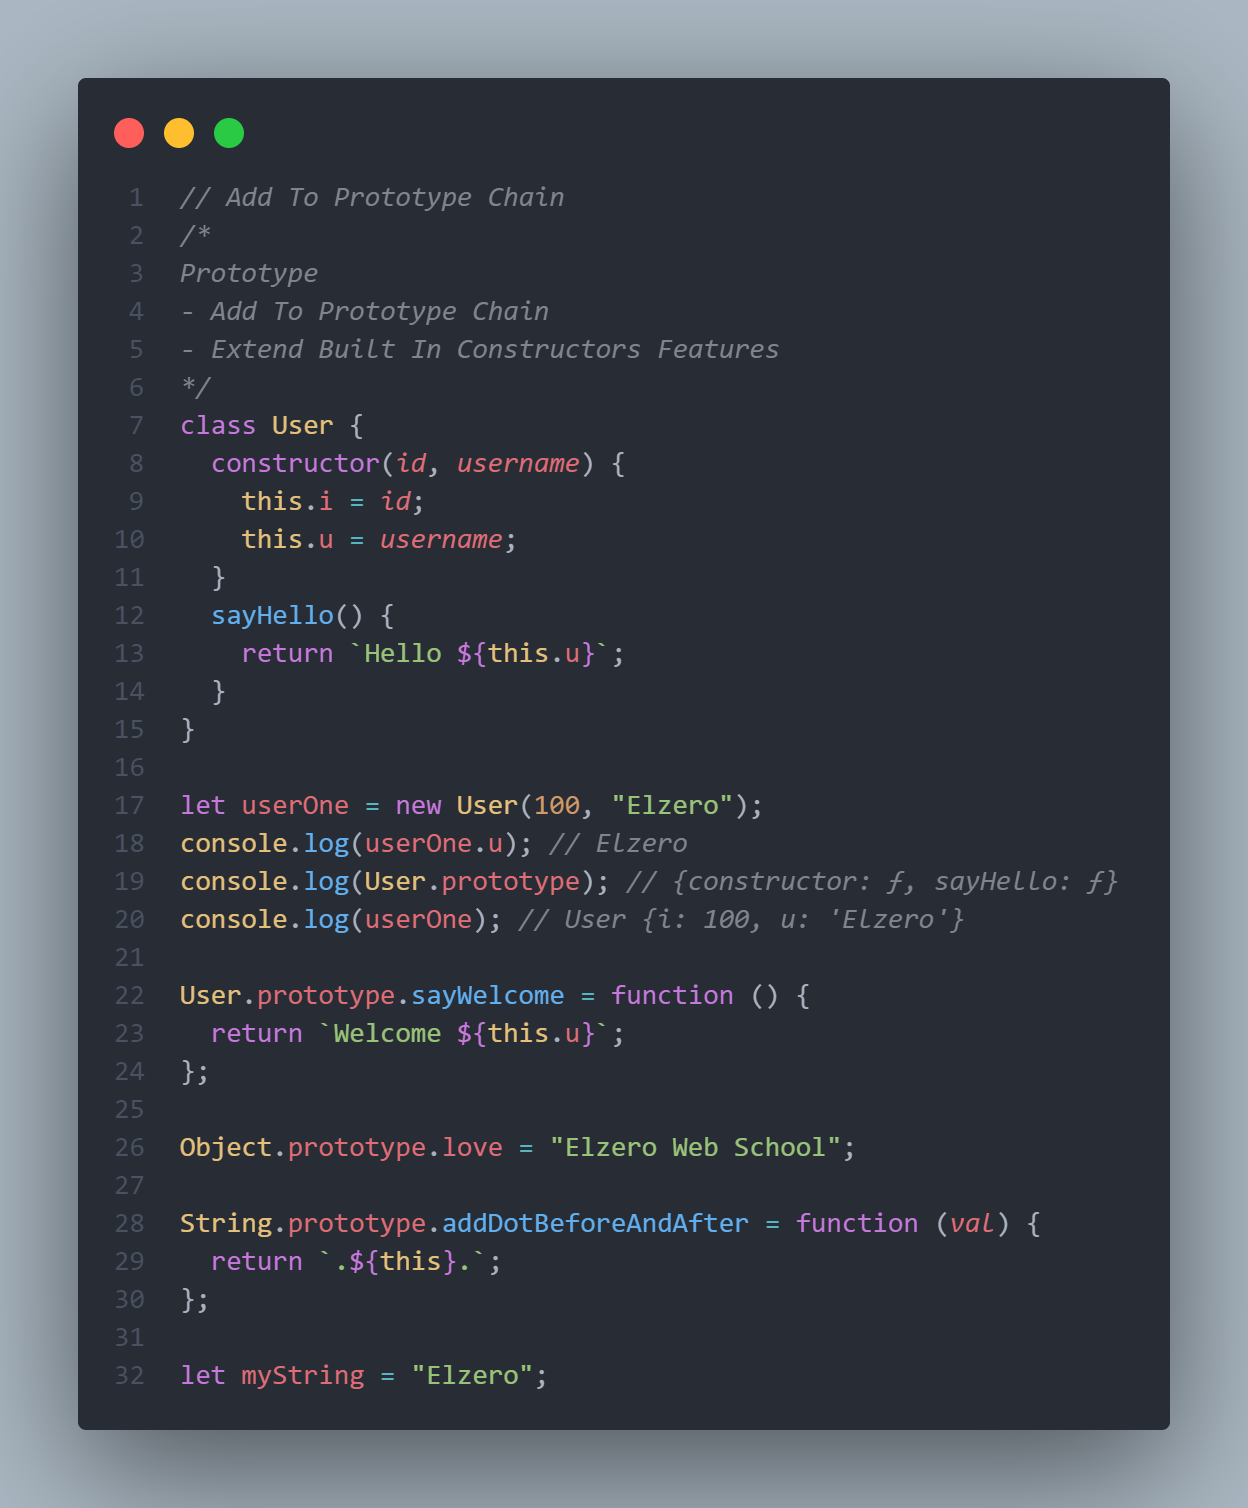 1 // Add To Prototype Chain
2 /*
3 Prototype
4 - Add To Prototype Chain
5 - Extend Built In Constructors Features
6 */
7 class User {
8   constructor(id, username) {
9     this.i = id;
10     this.u = username;
11   }
12   sayHello() {
13     return `Hello ${this.u}`;
14   }
15 }
16
17 let userOne = new User(100, "Elzero");
18 console.log(userOne.u); // Elzero
19 console.log(User.prototype); // {constructor: ƒ, sayHello: ƒ}
20 console.log(userOne); // User {i: 100, u: 'Elzero'}
21
22 User.prototype.sayWelcome = function () {
23   return `Welcome ${this.u}`;
24 };
25
26 Object.prototype.love = "Elzero Web School";
27
28 String.prototype.addDotBeforeAndAfter = function (val) {
29   return `.${this}.`;
30 };
31
32 let myString = "Elzero";